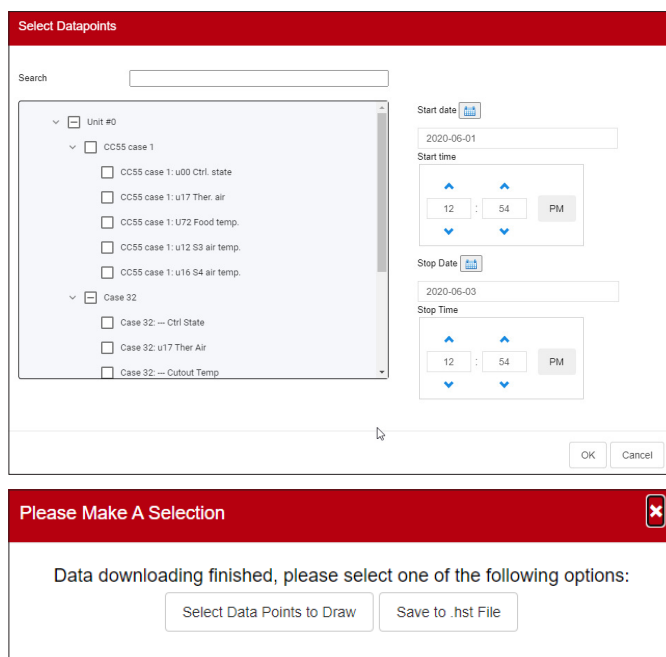 Select Datapoints
Search
Unit #0
CC55 case 1
CC55 case 1: u00 Ctrl. state
CC55 case 1: u17 Ther. air
CC55 case 1: U72 Food temp.
CC55 case 1: u12 S3 air temp.
CC55 case 1: u16 S4 air temp.
Case 32
Case 32: --- Ctrl State
Case 32: u17 Ther Air
Case 32: --- Cutout Temp
Start date
2020-06-01
Start time
12 : 54 PM
Stop Date
2020-06-03
Stop Time
12 : 54 PM
OK Cancel
Please Make A Selection
Data downloading finished, please select one of the following options:
Select Data Points to Draw Save to .hst File